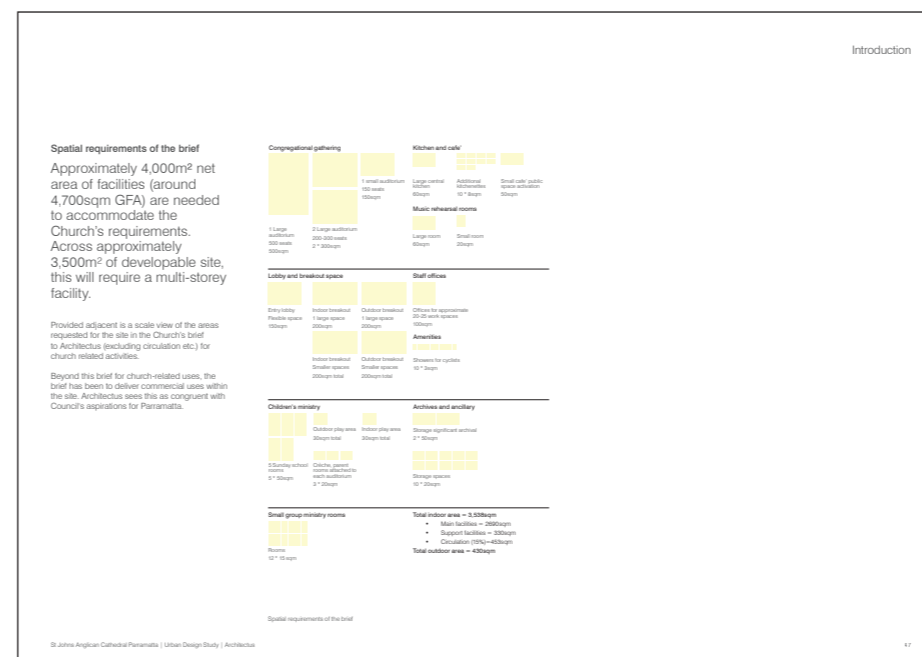 Introduction
Spatial requirements of the brief
Approximately 4,000m² net
area of facilities (around
4,700sqm GFA) are needed
to accommodate the
Church's requirements.
Across approximately
3,500m² of developable site,
this will require a multi-storey
facility.
Provided adjacent is a scale view of the areas
requested for the site in the Church's brief
to Architectus (excluding circulation etc.) for
church related activities.
Beyond this brief for church-related uses, the
brief has been to deliver commercial uses within
the site. Architectus sees this as congruent with
Council's aspirations for Parramatta.
Congregational gathering
1 small auditorium
150 seats
150sqm
1 Large
auditorium
500 seats
500sqm
2 Large auditorium
200-300 seats
2 * 300sqm
Kitchen and cafe'
Large central
kitchen
60sqm
Additional
kitchenettes
10 * 8sqm
Small cafe' public
space activation
50sqm
Music rehearsal rooms
Large room
60sqm
Small room
20sqm
Lobby and breakout space
Entry lobby
Flexible space
150sqm
Indoor breakout
1 large space
200sqm
Outdoor breakout
1 large space
200sqm
Indoor breakout
Smaller spaces
200sqm total
Outdoor breakout
Smaller spaces
200sqm total
Staff offices
Offices for approximate
20-25 work spaces
100sqm
Amenities
Showers for cyclists
10 * 3sqm
Children's ministry
Outdoor play area
30sqm total
Indoor play area
30sqm total
5 Sunday school
rooms
5 * 50sqm
Crèche, parent
rooms attached to
each auditorium
3 * 20sqm
Archives and ancillary
Storage significant archival
2 * 50sqm
Storage spaces
10 * 20sqm
Small group ministry rooms
Rooms
12 * 15 sqm
Total indoor area = 3,538sqm
• Main facilities = 2690sqm
• Support facilities = 330sqm
• Circulation (15%)=453sqm
Total outdoor area = 430sqm
Spatial requirements of the brief
St Johns Anglican Cathedral Parramatta | Urban Design Study | Architectus